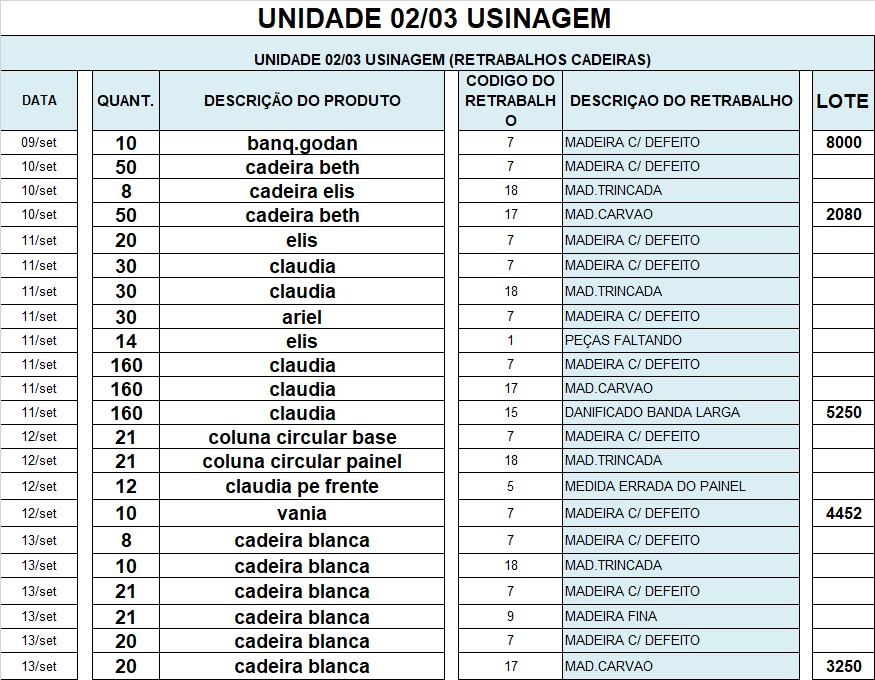 UNIDADE 02/03 USINAGEM
UNIDADE 02/03 USINAGEM (RETRABALHOS CADEIRAS)
DATA QUANT. DESCRIÇÃO DO PRODUTO CODIGO DO RETRABALHO DESCRIÇAO DO RETRABALHO LOTE
09/set 10 banq.godan 7 MADEIRA C/ DEFEITO 8000
10/set 50 cadeira beth 7 MADEIRA C/ DEFEITO
10/set 8 cadeira elis 18 MAD.TRINCADA
10/set 50 cadeira beth 17 MAD.CARVAO 2080
11/set 20 elis 7 MADEIRA C/ DEFEITO
11/set 30 claudia 7 MADEIRA C/ DEFEITO
11/set 30 claudia 18 MAD.TRINCADA
11/set 30 ariel 7 MADEIRA C/ DEFEITO
11/set 14 elis 1 PEÇAS FALTANDO
11/set 160 claudia 7 MADEIRA C/ DEFEITO
11/set 160 claudia 17 MAD.CARVAO
11/set 160 claudia 15 DANIFICADO BANDA LARGA 5250
12/set 21 coluna circular base 7 MADEIRA C/ DEFEITO
12/set 21 coluna circular painel 18 MAD.TRINCADA
12/set 12 claudia pe frente 5 MEDIDA ERRADA DO PAINEL
12/set 10 vania 7 MADEIRA C/ DEFEITO 4452
13/set 8 cadeira blanca 7 MADEIRA C/ DEFEITO
13/set 10 cadeira blanca 18 MAD.TRINCADA
13/set 21 cadeira blanca 7 MADEIRA C/ DEFEITO
13/set 21 cadeira blanca 9 MADEIRA FINA
13/set 20 cadeira blanca 7 MADEIRA C/ DEFEITO
13/set 20 cadeira blanca 17 MAD.CARVAO 3250